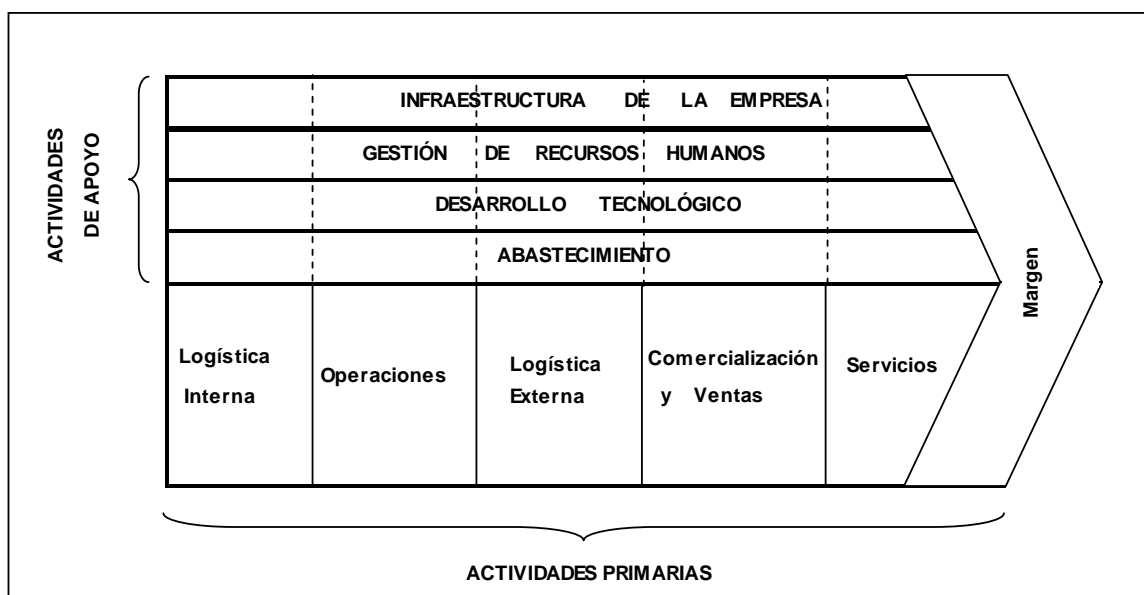 ACTIVIDADES
DE APOYO
INFRAESTRUCTURA DE LA EMPRESA
GESTIÓN DE RECURSOS HUMANOS
DESARROLLO TECNOLÓGICO
ABASTECIMIENTO
Logística
Interna
Operaciones
Logística
Externa
Comercialización
y Ventas
Servicios
Margen
ACTIVIDADES PRIMARIAS